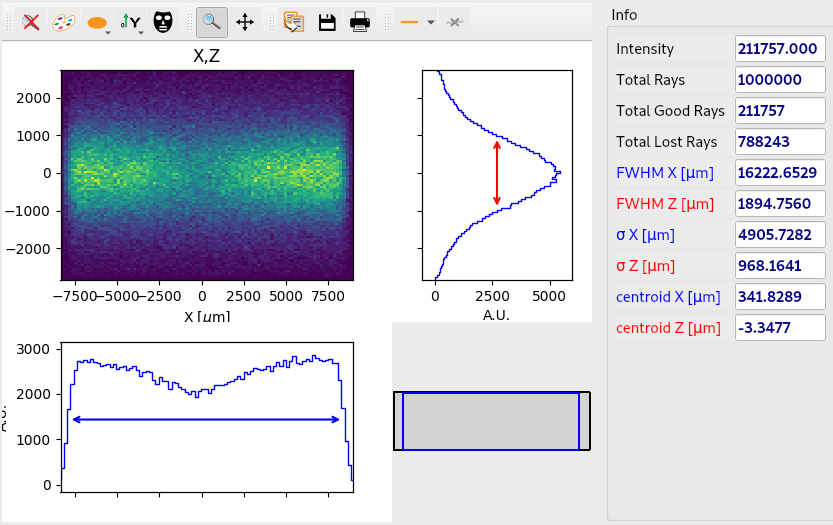 Info
Y
X,Z
Intensity 211757.000
Total Rays 1000000
Total Good Rays 211757
Total Lost Rays 788243
FWHM X [µm] 16222.6529
FWHM Z [µm] 1894.7560
σ X [µm] 4905.7282
σ Z [µm] 968.1641
centroid X [µm] 341.8289
centroid Z [µm] -3.3477
2000
1000
0
−1000
−2000
−7500 −5000 −2500 0 2500 5000 7500
X [µm]
0 2500 5000
A.U.
3000
2000
1000
0
A.U.